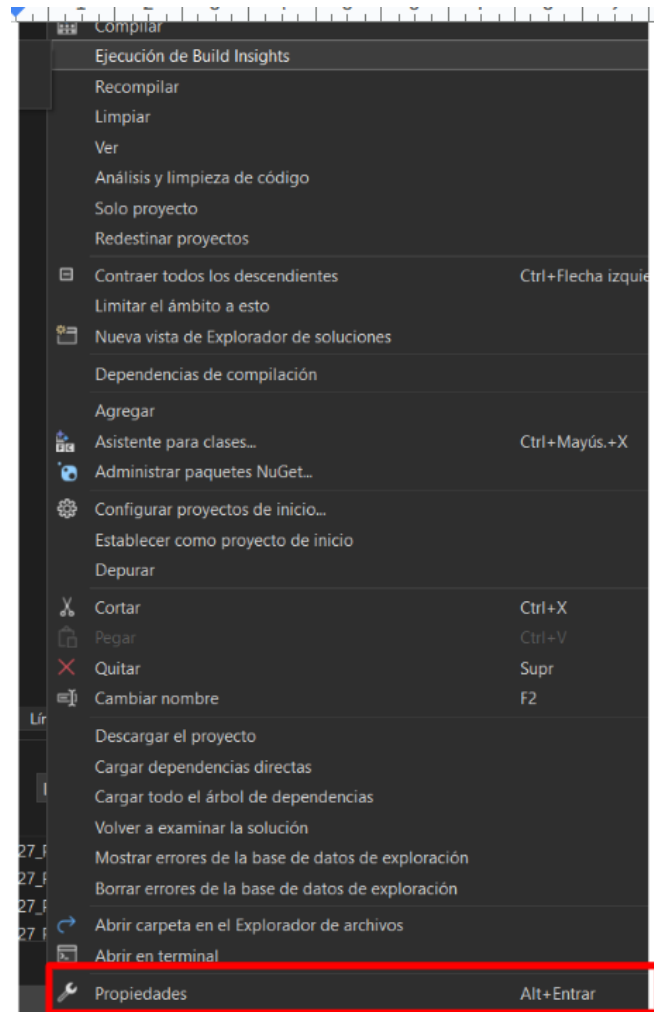 Compilar
Ejecución de Build Insights
Recompilar
Limpiar
Ver
Análisis y limpieza de código
Solo proyecto
Redestinar proyectos
Contraer todos los descendientes Ctrl+Flecha izquie
Limitar el ámbito a esto
Nueva vista de Explorador de soluciones
Dependencias de compilación
Agregar
Asistente para clases... Ctrl+Mayús.+X
Administrar paquetes NuGet...
Configurar proyectos de inicio...
Establecer como proyecto de inicio
Depurar
Cortar Ctrl+X
Pegar Ctrl+V
Quitar Supr
Cambiar nombre F2
Lír
Descargar el proyecto
Cargar dependencias directas
Cargar todo el árbol de dependencias
Volver a examinar la solución
27_F Mostrar errores de la base de datos de exploración
27_F Borrar errores de la base de datos de exploración
27_F
27_F Abrir carpeta en el Explorador de archivos
Abrir en terminal
Propiedades Alt+Entrar